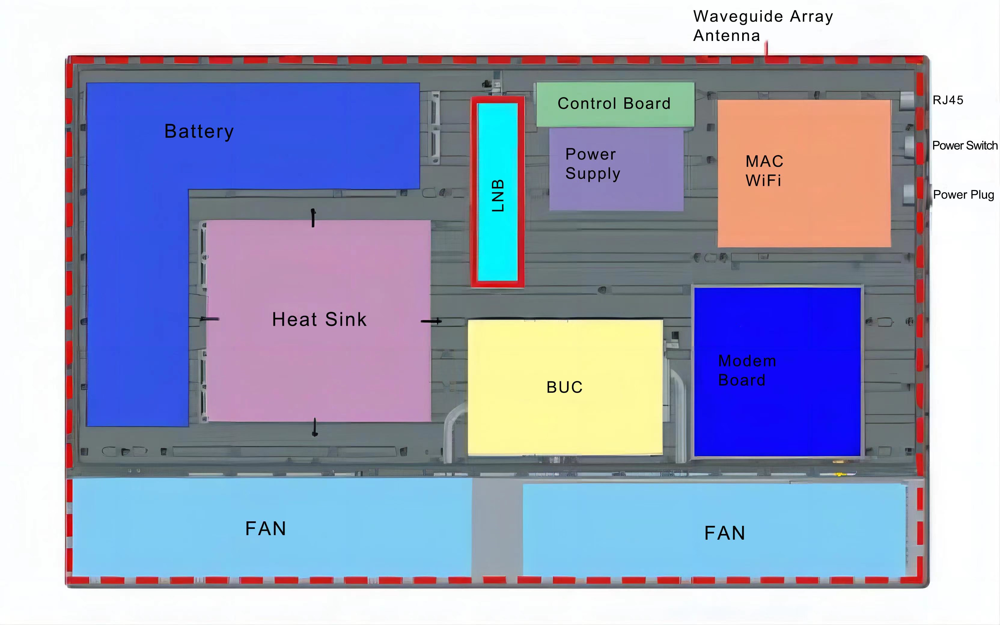 Waveguide Array
Antenna
RJ45
Control Board
Battery
Power Switch
Power
Supply
MAC
WiFi
LNB
Power Plug
Heat Sink
Modem
Board
BUC
FAN
FAN